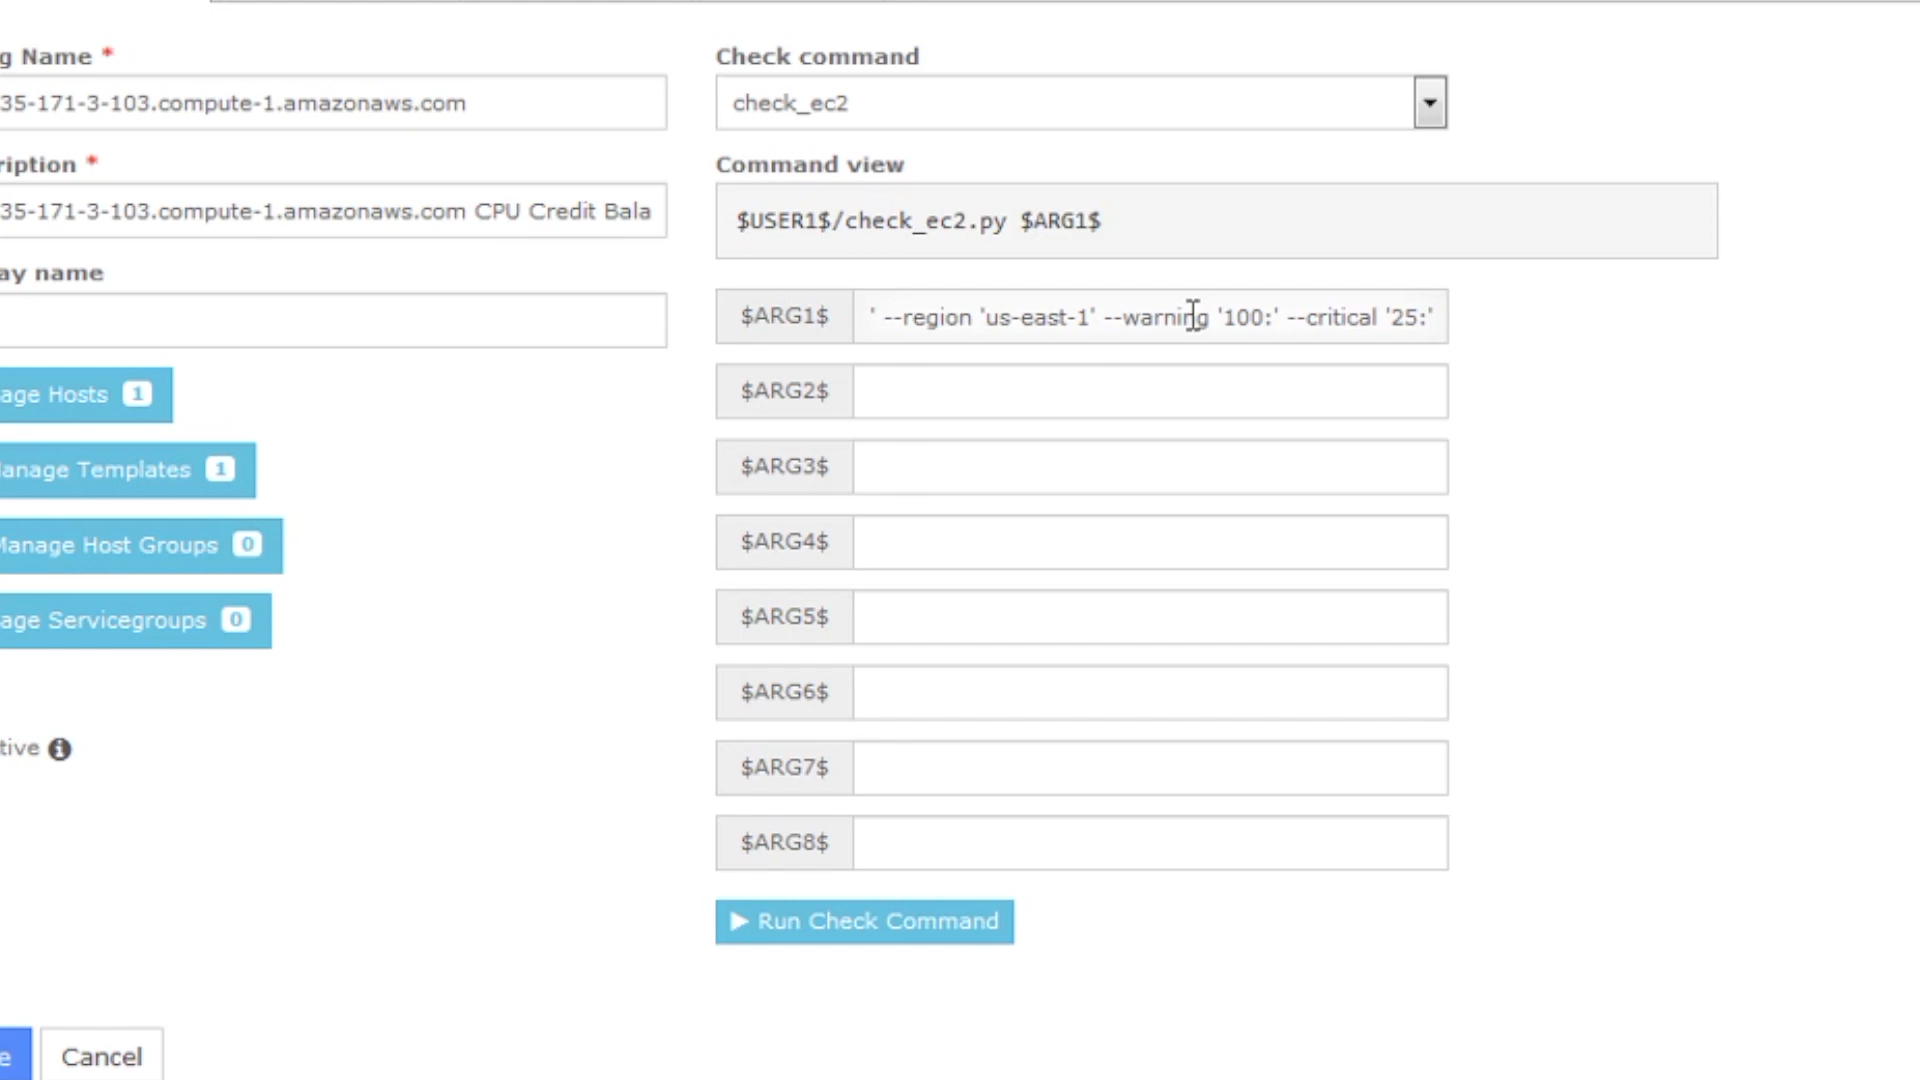 g Name *
35-171-3-103.compute-1.amazonaws.com
ription *
35-171-3-103.compute-1.amazonaws.com CPU Credit Bala
ay name
age Hosts 1
anage Templates 1
Manage Host Groups 0
age Servicegroups 0
tive
e
Cancel
Check command
check_ec2
Command view
$USER1$/check_ec2.py $ARG1$
$ARG1$ ' --region 'us-east-1' --warning '100:' --critical '25:'
$ARG2$
$ARG3$
$ARG4$
$ARG5$
$ARG6$
$ARG7$
$ARG8$
Run Check Command